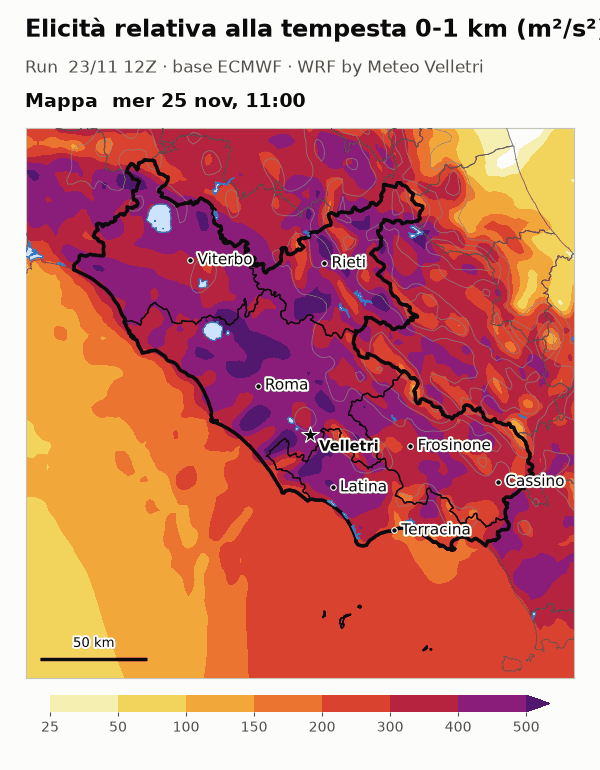 Elicità relativa alla tempesta 0-1 km (m²/s²)
Run 23/11 12Z · base ECMWF · WRF by Meteo Velletri
Mappa mer 25 nov, 11:00
Viterbo
Rieti
Roma
Velletri
Frosinone
Latina
Cassino
Terracina
50 km
25 50 100 150 200 300 400 500